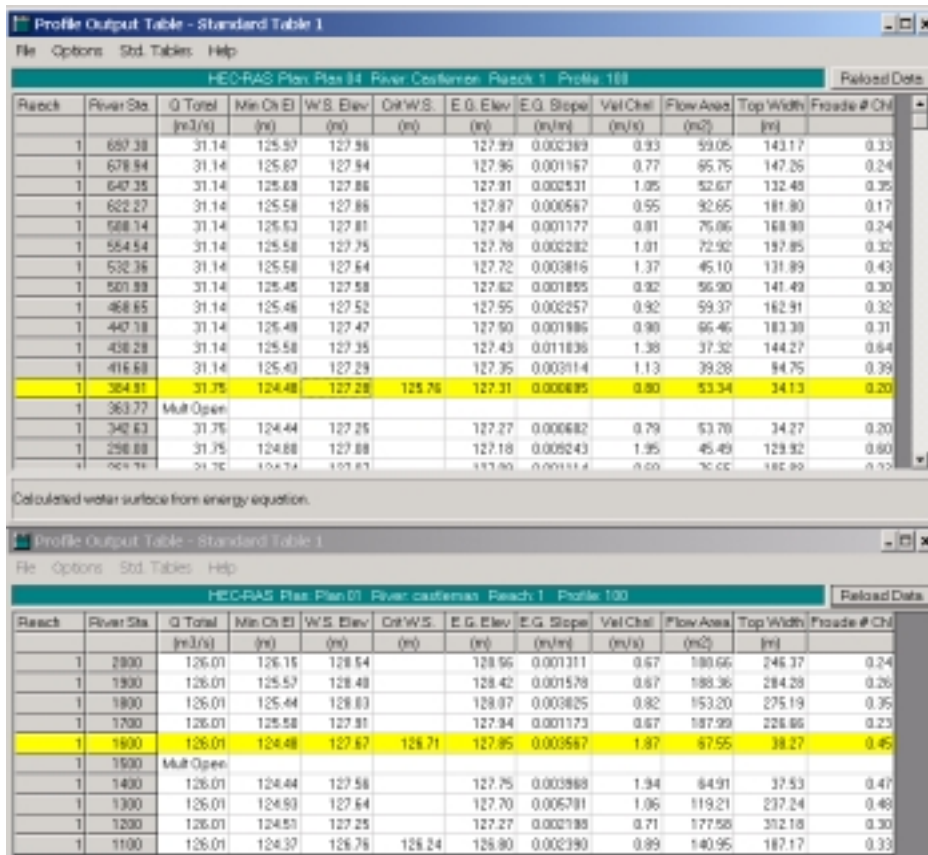 Profile Output Table - Standard Table 1
File Options Std. Tables Help
HEC-RAS Plan: Plan 04 River: Castleman Reach: 1 Profile: 100 Reload Data
Reach River Sta Q Total Min Ch El W.S. Elev Crit W.S. E.G. Elev E.G. Slope Vel Chnl Flow Area Top Width Froude # Chl
(m3/s) (m) (m) (m) (m) (m/m) (m/s) (m2) (m)
1 697.38 31.14 125.97 127.96 127.99 0.002369 0.93 59.05 143.17 0.33
1 678.94 31.14 125.87 127.94 127.96 0.001167 0.77 65.75 147.26 0.24
1 647.35 31.14 125.68 127.86 127.91 0.002531 1.05 52.67 132.48 0.35
1 622.27 31.14 125.58 127.86 127.87 0.000567 0.55 92.65 181.80 0.17
1 31.14 125.53 127.81 127.84 0.001177 0.81 75.06 168.98 0.24
1 554.54 31.14 125.50 127.75 127.78 0.002202 1.01 72.92 197.85 0.32
1 532.36 31.14 125.50 127.64 127.72 0.003816 1.37 45.10 131.89 0.43
1 501.99 31.14 125.45 127.58 127.62 0.001855 0.92 56.90 141.49 0.30
1 468.65 31.14 125.46 127.52 127.55 0.002257 0.92 59.37 162.91 0.32
1 447.18 31.14 125.49 127.47 127.50 0.001986 0.98 66.46 183.38 0.31
1 430.28 31.14 125.50 127.35 127.43 0.011036 1.38 37.32 144.27 0.64
1 416.60 31.14 125.43 127.29 127.35 0.003114 1.13 39.28 94.75 0.39
1 384.91 31.75 124.48 127.28 125.76 127.31 0.000695 0.80 53.34 34.13 0.20
1 363.77 Mult Open
1 342.63 31.75 124.44 127.25 127.27 0.000682 0.79 53.78 34.27 0.20
1 290.88 31.75 124.80 127.08 127.18 0.009243 1.95 45.49 129.92 0.60
Calculated water surface from energy equation.
Profile Output Table - Standard Table 1
File Options Std. Tables Help
HEC-RAS Plan: Plan 01 River: castleman Reach: 1 Profile: 100 Reload Data
Reach River Sta Q Total Min Ch El W.S. Elev Crit W.S. E.G. Elev E.G. Slope Vel Chnl Flow Area Top Width Froude # Chl
(m3/s) (m) (m) (m) (m) (m/m) (m/s) (m2) (m)
1 2000 126.01 126.15 128.54 128.56 0.001311 0.67 188.66 246.37 0.24
1 1900 126.01 125.57 128.40 128.42 0.001578 0.67 188.36 284.28 0.26
1 1800 126.01 125.44 128.03 128.07 0.003025 0.82 153.20 275.19 0.35
1 1700 126.01 125.50 127.91 127.94 0.001173 0.67 187.99 226.66 0.23
1 1600 126.01 124.48 127.67 126.71 127.85 0.003567 1.87 67.55 38.27 0.45
1 1500 Mult Open
1 1400 126.01 124.44 127.56 127.75 0.003968 1.94 64.91 37.53 0.47
1 1300 126.01 124.93 127.64 127.70 0.005701 1.06 119.21 237.24 0.48
1 1200 126.01 124.51 127.25 127.27 0.002198 0.71 177.58 312.18 0.30
1 1100 126.01 124.37 126.76 126.24 126.80 0.002390 0.89 140.95 187.17 0.33